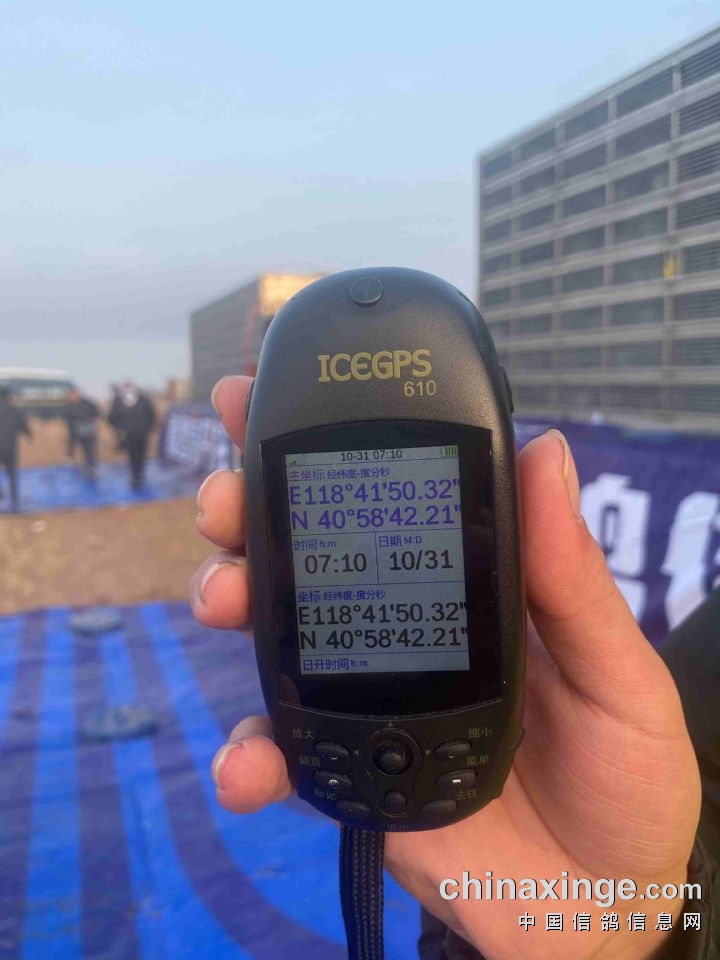 ICEGPS
610
10-31 07:10
主坐标 经纬度-度分秒
E118°41'50.32"
N 40°58'42.21"
时间 h:m 日期 M:D
07:10 10/31
坐标 经纬度-度分秒
E118°41'50.32"
N 40°58'42.21"
日升时间 h:m
放大 缩小
翻页 菜单
标记 去往
退出
chinaxinge.com
中国信鸽信息网